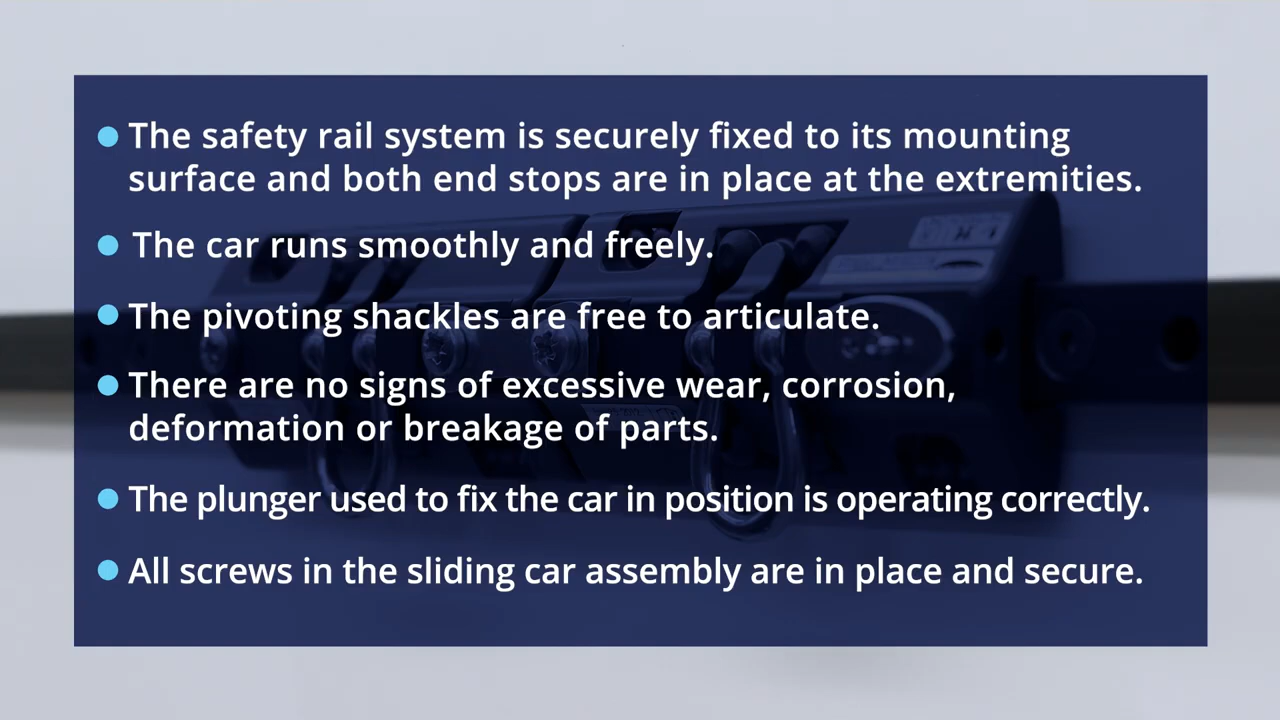 ● The safety rail system is securely fixed to its mounting
surface and both end stops are in place at the extremities.
● The car runs smoothly and freely.
● The pivoting shackles are free to articulate.
● There are no signs of excessive wear, corrosion,
deformation or breakage of parts.
● The plunger used to fix the car in position is operating correctly.
● All screws in the sliding car assembly are in place and secure.